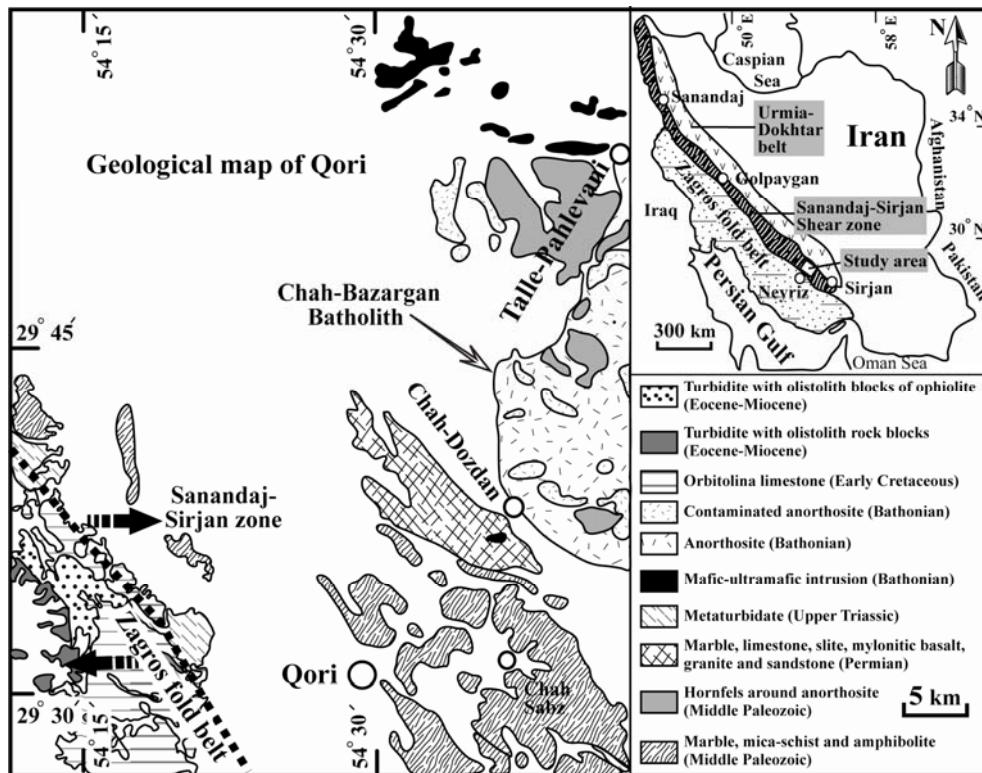 54° 15′
54° 30
Geological map of Qori
Talle-Pahlevani
Chah-Bazargan
Batholith
29° 45′
Chah-Dozdan
Sanandaj-
Sirjan zone
Zagros fold belt
Qori
Chah
Sabz
29° 30′
54° 15′
54° 30′
50° E
58° E
N
Caspian
Sea
Sanandaj
34° N
Urmia-
Dokhtar
belt
Iran
Afghanistan
Golpaygan
Zagros fold belt
Iraq
Sanandaj-Sirjan
Shear zone
30° N
Study area
Pakistan
Neyriz
Sirjan
Persian Gulf
300 km
Oman Sea
Turbidite with olistolith blocks of ophiolite
(Eocene-Miocene)
Turbidite with olistolith rock blocks
(Eocene-Miocene)
Orbitolina limestone (Early Cretaceous)
Contaminated anorthosite (Bathonian)
Anorthosite (Bathonian)
Mafic-ultramafic intrusion (Bathonian)
Metaturbidate (Upper Triassic)
Marble, limestone, slite, mylonitic basalt,
granite and sandstone (Permian)
Hornfels around anorthosite
(Middle Paleozoic)
5 km
Marble, mica-schist and amphibolite
(Middle Paleozoic)